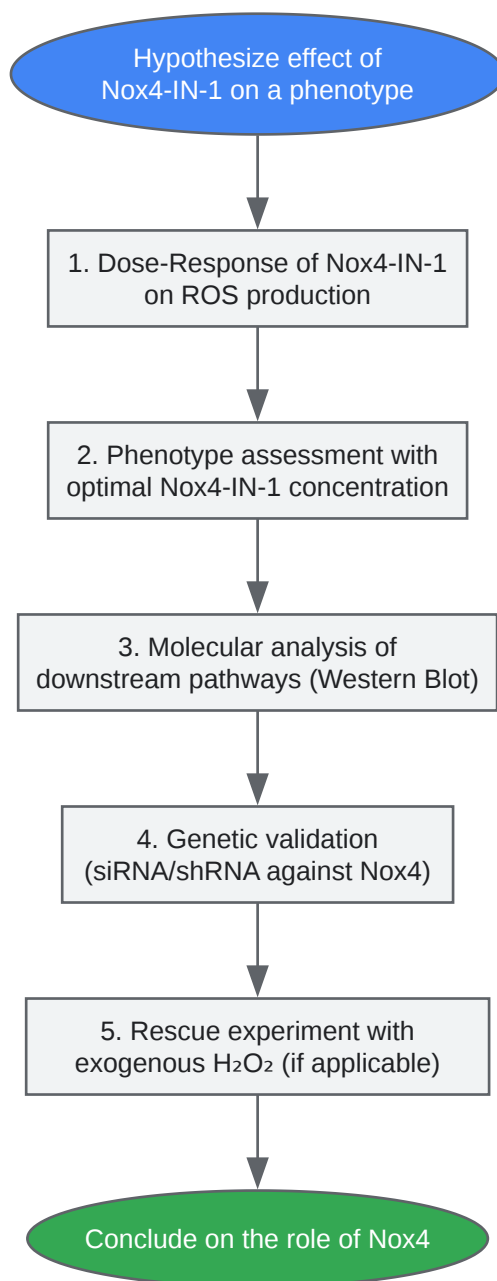 Hypothesize effect of
Nox4-IN-1 on a phenotype
1. Dose-Response of Nox4-IN-1
on ROS production
2. Phenotype assessment with
optimal Nox4-IN-1 concentration
3. Molecular analysis of
downstream pathways (Western Blot)
4. Genetic validation
(siRNA/shRNA against Nox4)
5. Rescue experiment with
exogenous H₂O₂ (if applicable)
Conclude on the role of Nox4